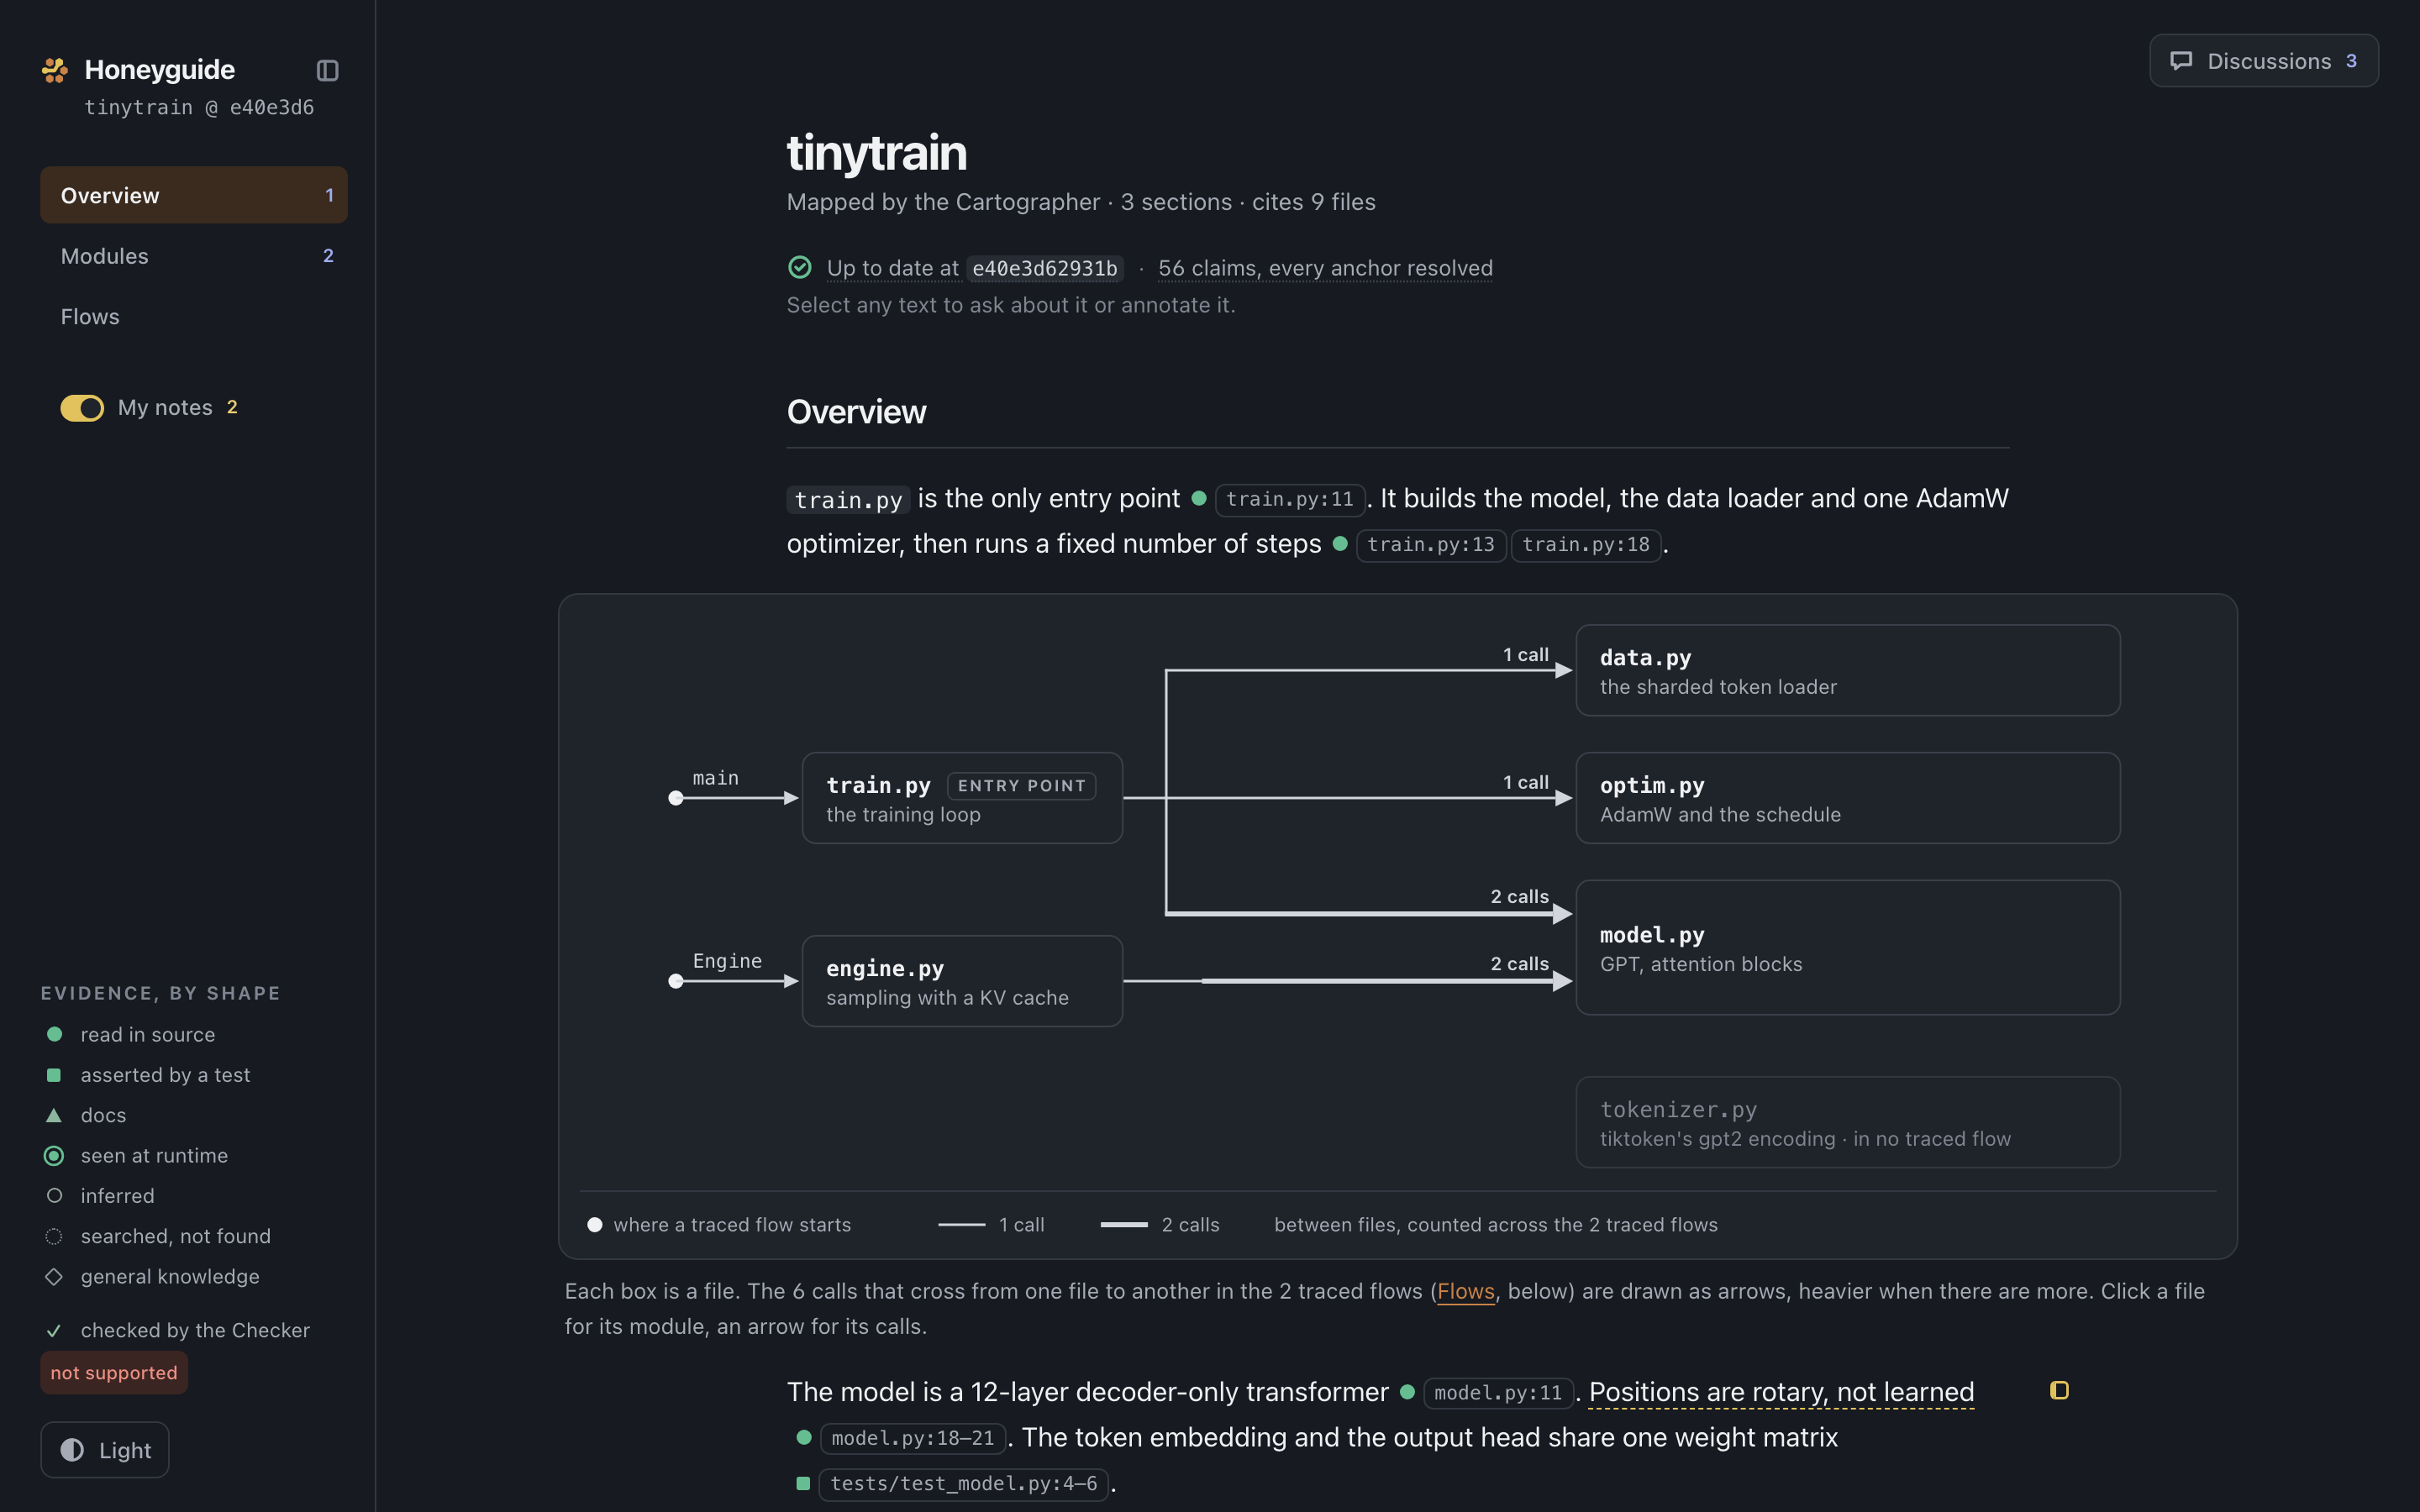 Honeyguide
tinytrain @ e40e3d6
Overview 1
Modules 2
Flows
My notes 2
EVIDENCE, BY SHAPE
read in source
asserted by a test
docs
seen at runtime
inferred
searched, not found
general knowledge
checked by the Checker
not supported
Light
Discussions 3
tinytrain
Mapped by the Cartographer · 3 sections · cites 9 files
Up to date at e40e3d62931b · 56 claims, every anchor resolved
Select any text to ask about it or annotate it.
Overview
train.py is the only entry point train.py:11. It builds the model, the data loader and one AdamW
optimizer, then runs a fixed number of steps train.py:13 train.py:18.
main
train.py ENTRY POINT
the training loop
Engine
engine.py
sampling with a KV cache
1 call
data.py
the sharded token loader
1 call
optim.py
AdamW and the schedule
2 calls
2 calls
model.py
GPT, attention blocks
tokenizer.py
tiktoken's gpt2 encoding · in no traced flow
where a traced flow starts 1 call 2 calls between files, counted across the 2 traced flows
Each box is a file. The 6 calls that cross from one file to another in the 2 traced flows (Flows, below) are drawn as arrows, heavier when there are more. Click a file
for its module, an arrow for its calls.
The model is a 12-layer decoder-only transformer model.py:11. Positions are rotary, not learned
model.py:18–21. The token embedding and the output head share one weight matrix
tests/test_model.py:4–6.